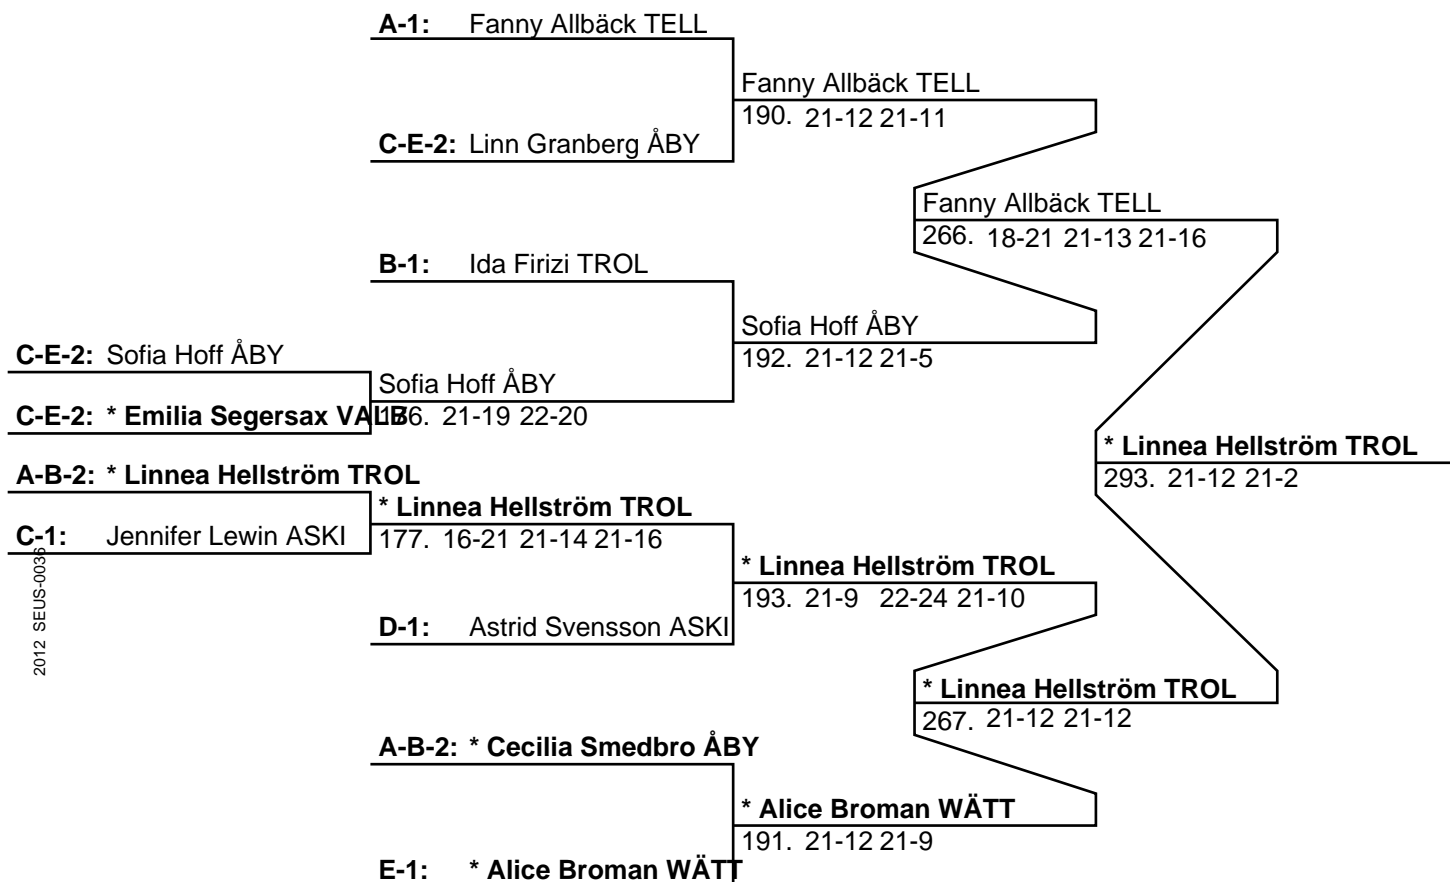 A-1: Fanny Allbäck TELL
Fanny Allbäck TELL
190. 21-12 21-11
C-E-2: Linn Granberg ÅBY
Fanny Allbäck TELL
266. 18-21 21-13 21-16
B-1: Ida Firizi TROL
Sofia Hoff ÅBY
192. 21-12 21-5
C-E-2: Sofia Hoff ÅBY
Sofia Hoff ÅBY
176. 21-19 22-20
C-E-2: * Emilia Segersax VALB
* Linnea Hellström TROL
293. 21-12 21-2
A-B-2: * Linnea Hellström TROL
* Linnea Hellström TROL
177. 16-21 21-14 21-16
C-1: Jennifer Lewin ASKI
* Linnea Hellström TROL
193. 21-9 22-24 21-10
D-1: Astrid Svensson ASKI
2012 SEUS-0036
* Linnea Hellström TROL
267. 21-12 21-12
A-B-2: * Cecilia Smedbro ÅBY
* Alice Broman WÄTT
191. 21-12 21-9
E-1: * Alice Broman WÄTT